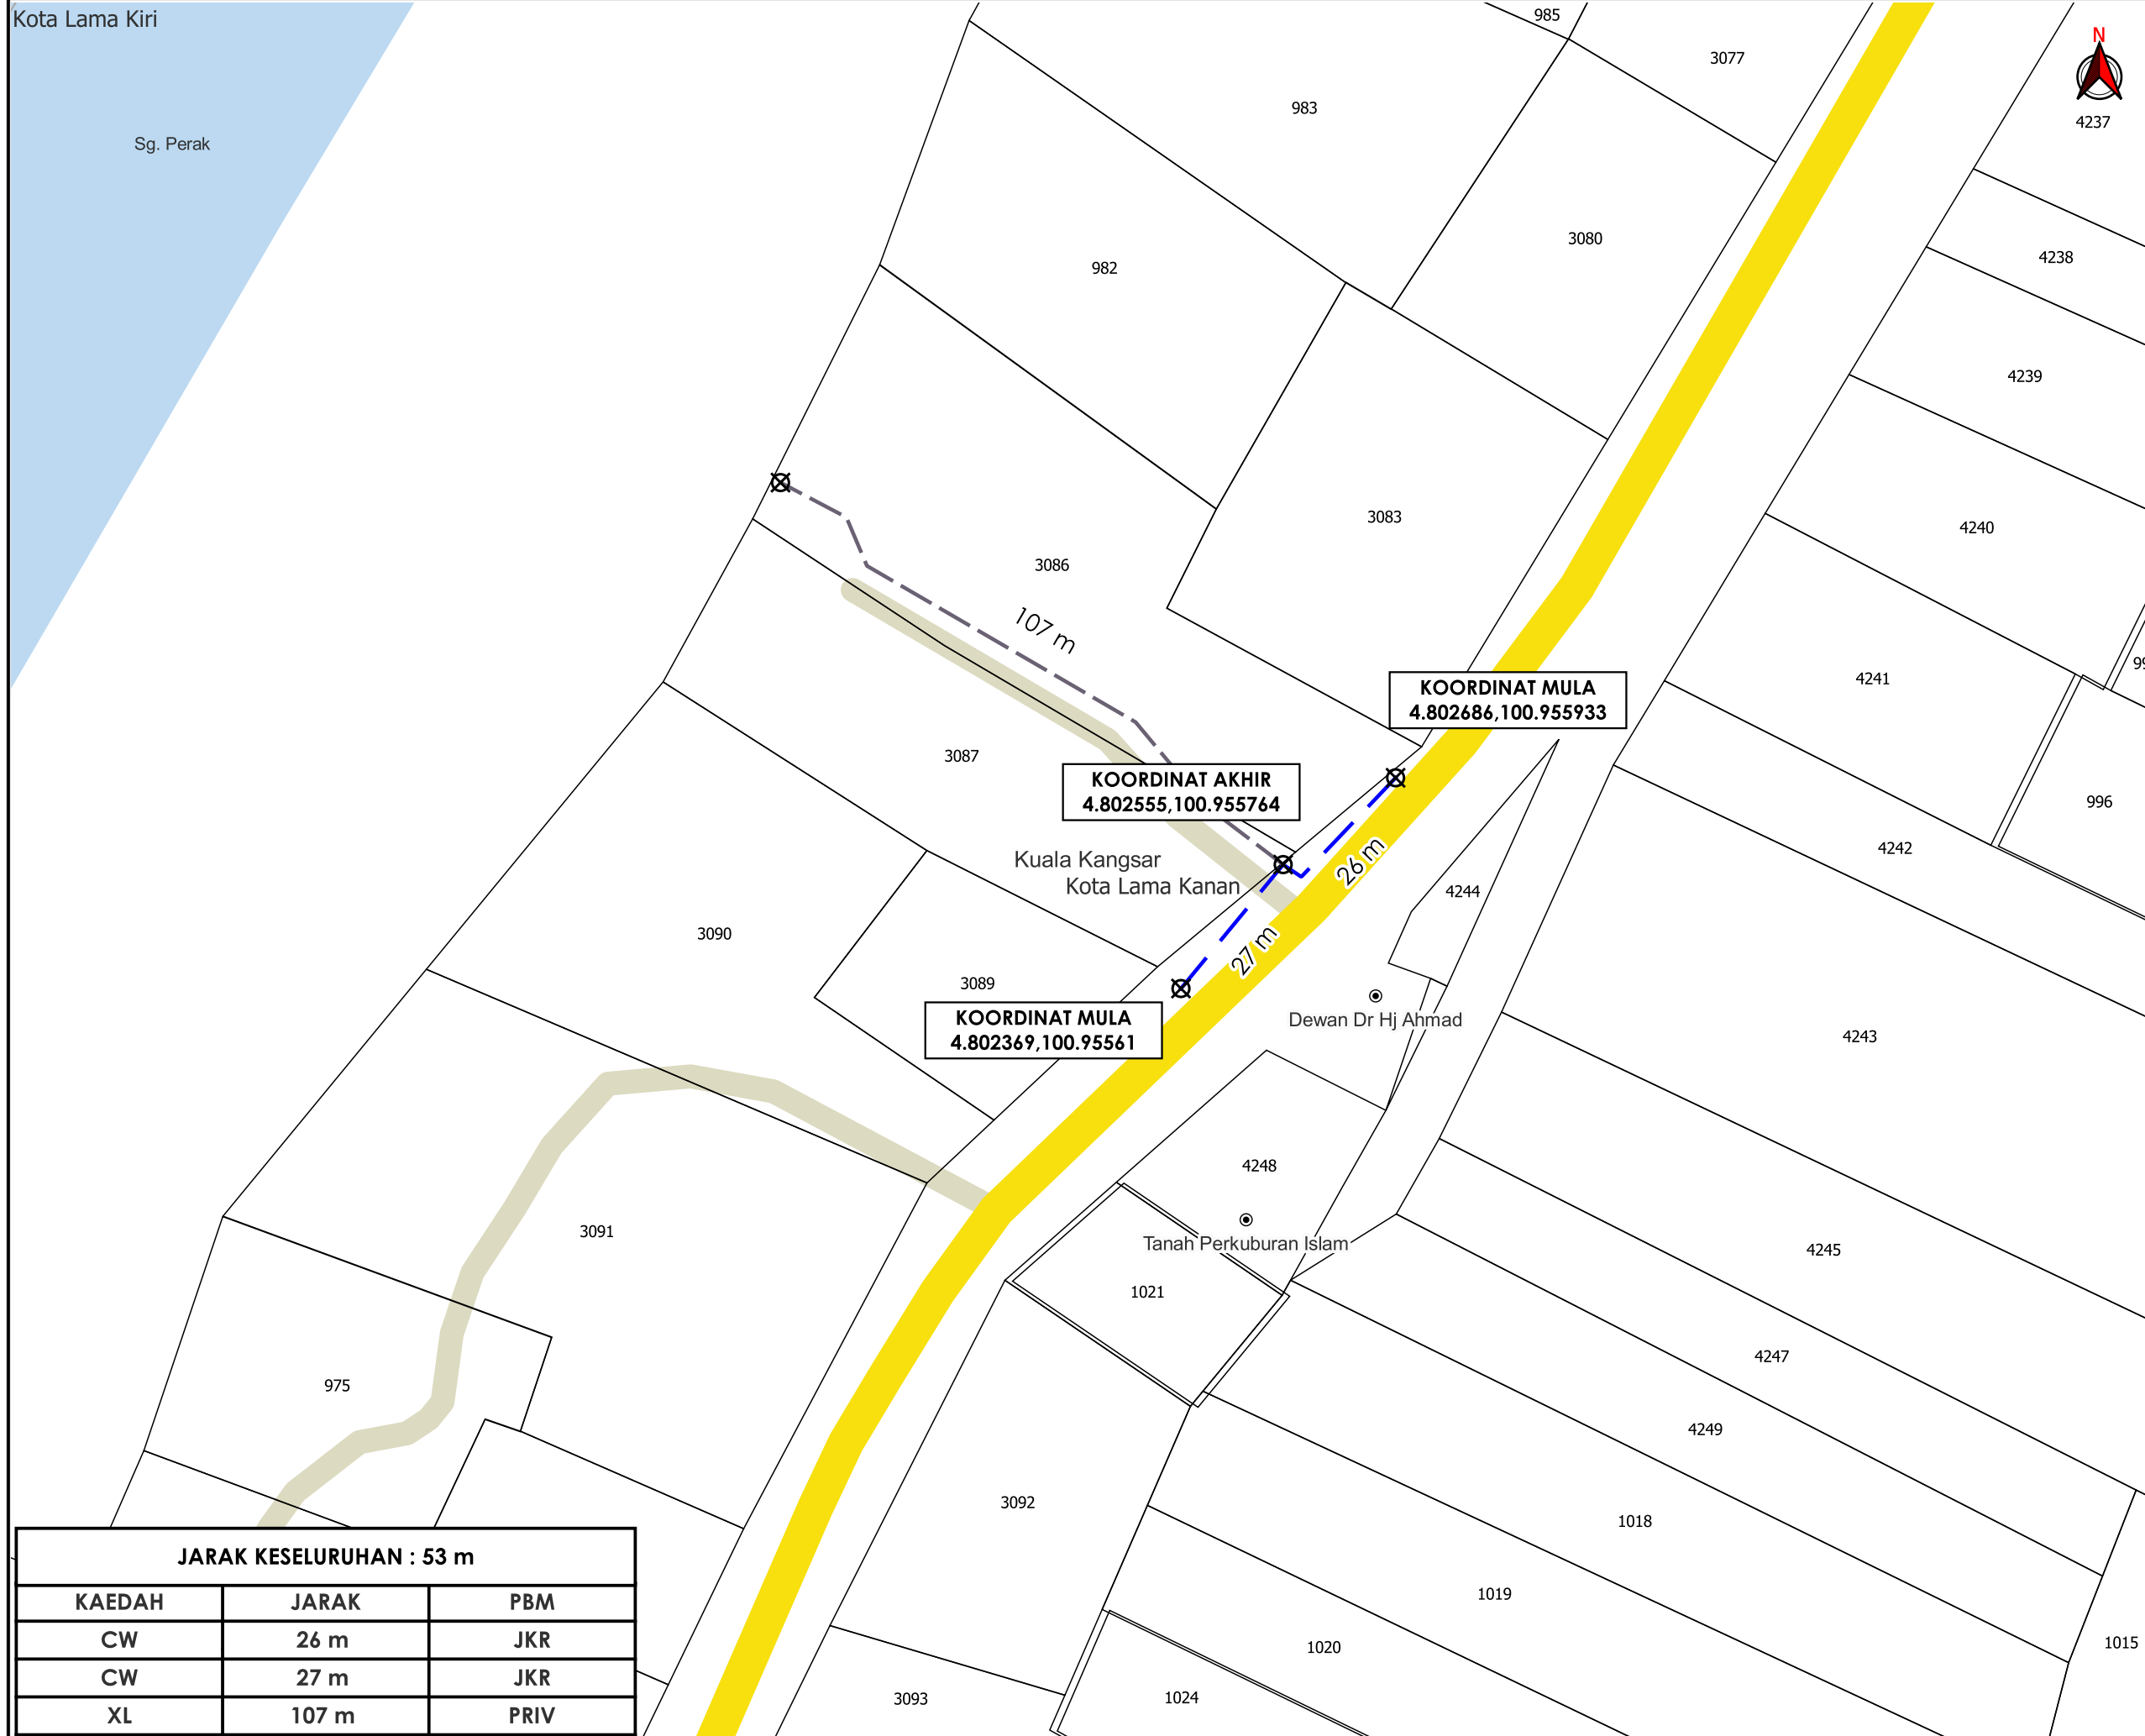 Kota Lama Kiri
985
N
3077
983
4237
Sg. Perak
3080
4238
982
4239
3083
4240
3086
107 m
4241
KOORDINAT MULA
4.802686,100.955933
3087
KOORDINAT AKHIR
4.802555,100.955764
996
4242
Kuala Kangsar
Kota Lama Kanan
26 m
4244
3090
27 m
3089
Dewan Dr Hj Ahmad
KOORDINAT MULA
4.802369,100.95561
4243
4248
3091
Tanah Perkuburan Islam
4245
1021
4247
975
4249
3092
1018
1019
1020
1015
3093
1024
JARAK KESELURUHAN : 53 m
KAEDAH JARAK PBM
CW 26 m JKR
CW 27 m JKR
XL 107 m PRIV